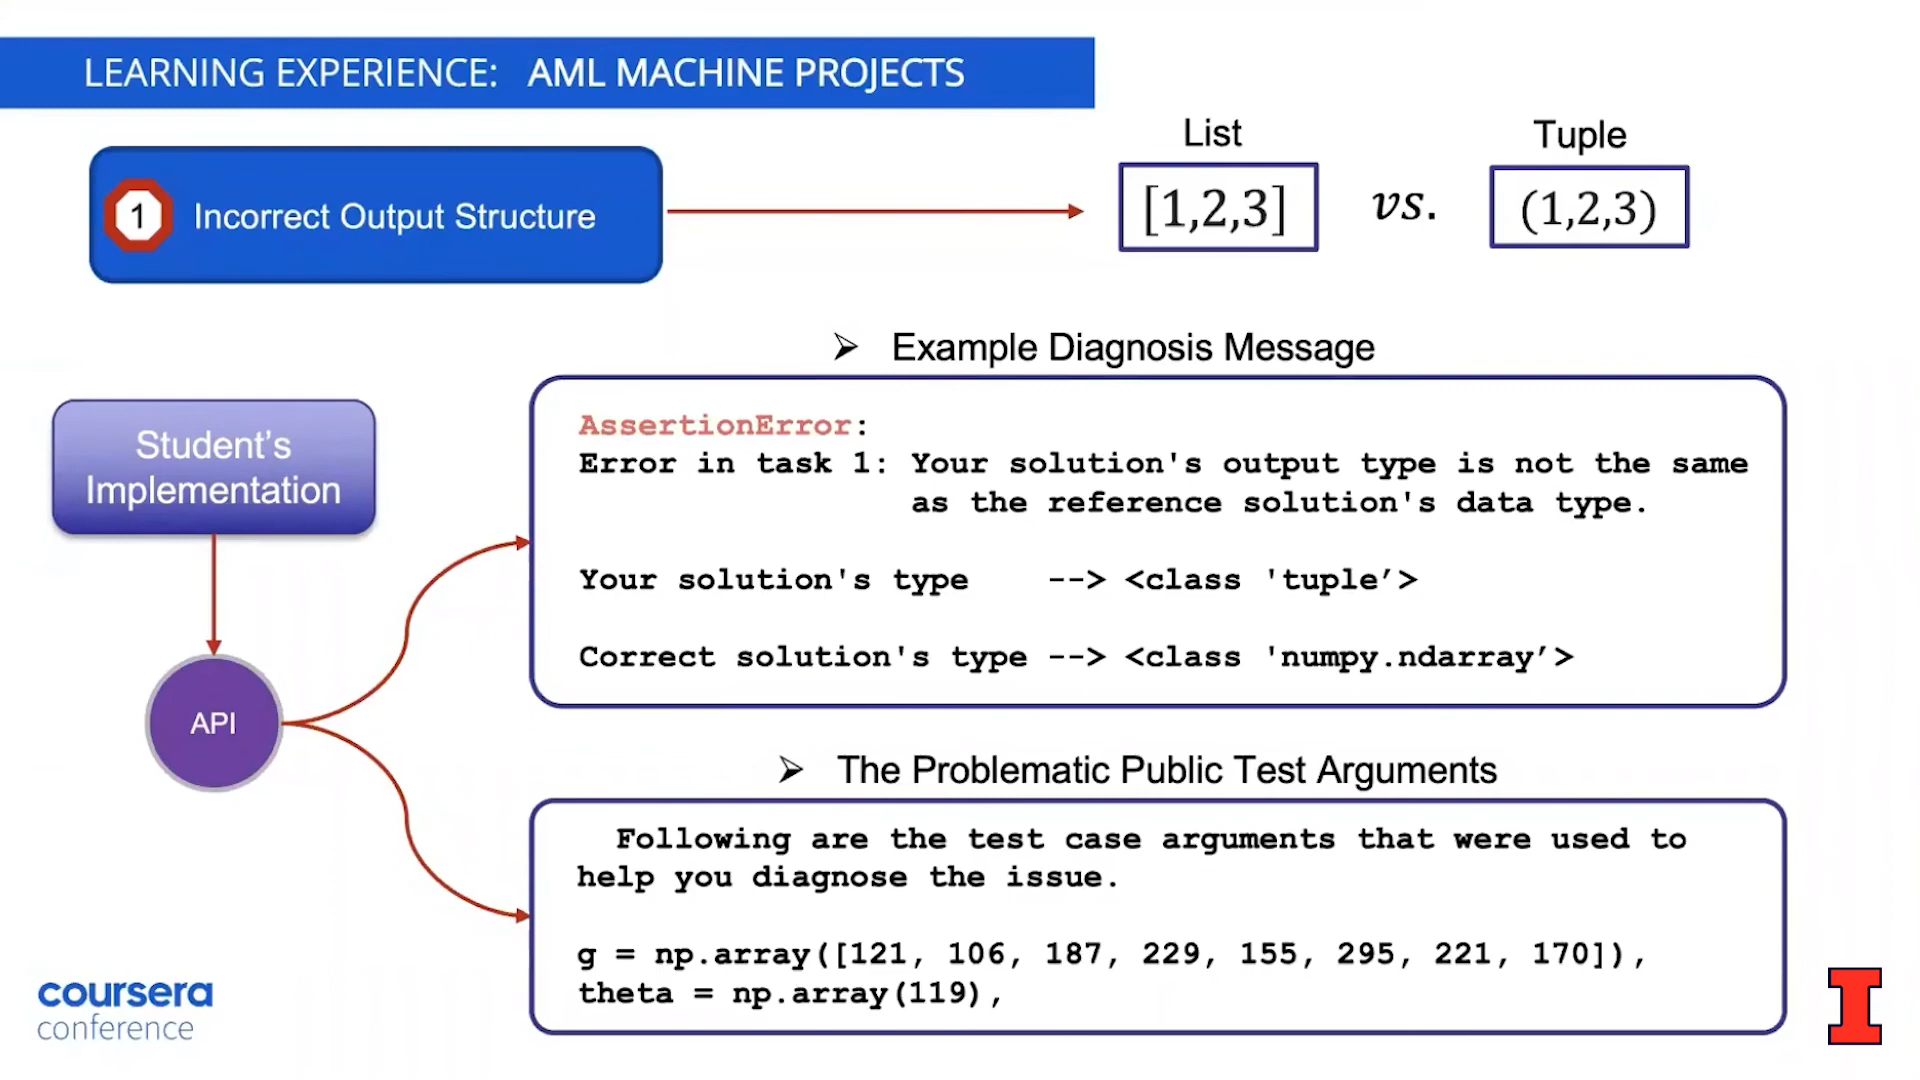 LEARNING EXPERIENCE: AML MACHINE PROJECTS
List
Tuple
1 Incorrect Output Structure
[1,2,3]
vs.
(1,2,3)
➢ Example Diagnosis Message
AssertionError:
Error in task 1: Your solution's output type is not the same
as the reference solution's data type.
Your solution's type --> <class 'tuple’>
Correct solution's type --> <class 'numpy.ndarray’>
Student’s
Implementation
API
➢ The Problematic Public Test Arguments
Following are the test case arguments that were used to
help you diagnose the issue.
g = np.array([121, 106, 187, 229, 155, 295, 221, 170]),
theta = np.array(119),
coursera
conference
I